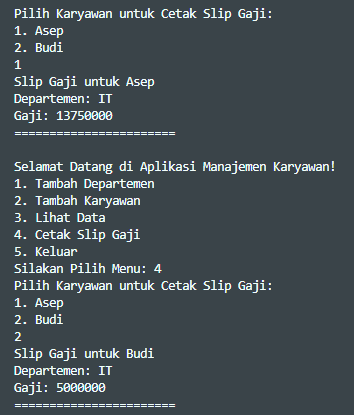 Pilih Karyawan untuk Cetak Slip Gaji:
1. Asep
2. Budi
1
Slip Gaji untuk Asep
Departemen: IT
Gaji: 13750000
=======================
Selamat Datang di Aplikasi Manajemen Karyawan!
1. Tambah Departemen
2. Tambah Karyawan
3. Lihat Data
4. Cetak Slip Gaji
5. Keluar
Silakan Pilih Menu: 4
Pilih Karyawan untuk Cetak Slip Gaji:
1. Asep
2. Budi
2
Slip Gaji untuk Budi
Departemen: IT
Gaji: 5000000
=======================